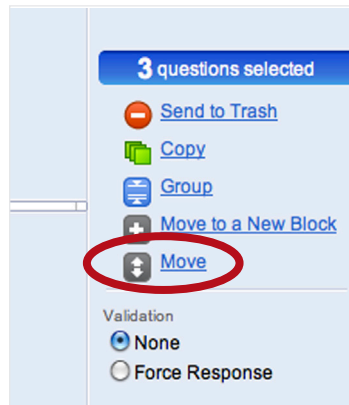 3 questions selected
Send to Trash
Copy
Group
Move to a New Block
Move
Validation
None
Force Response